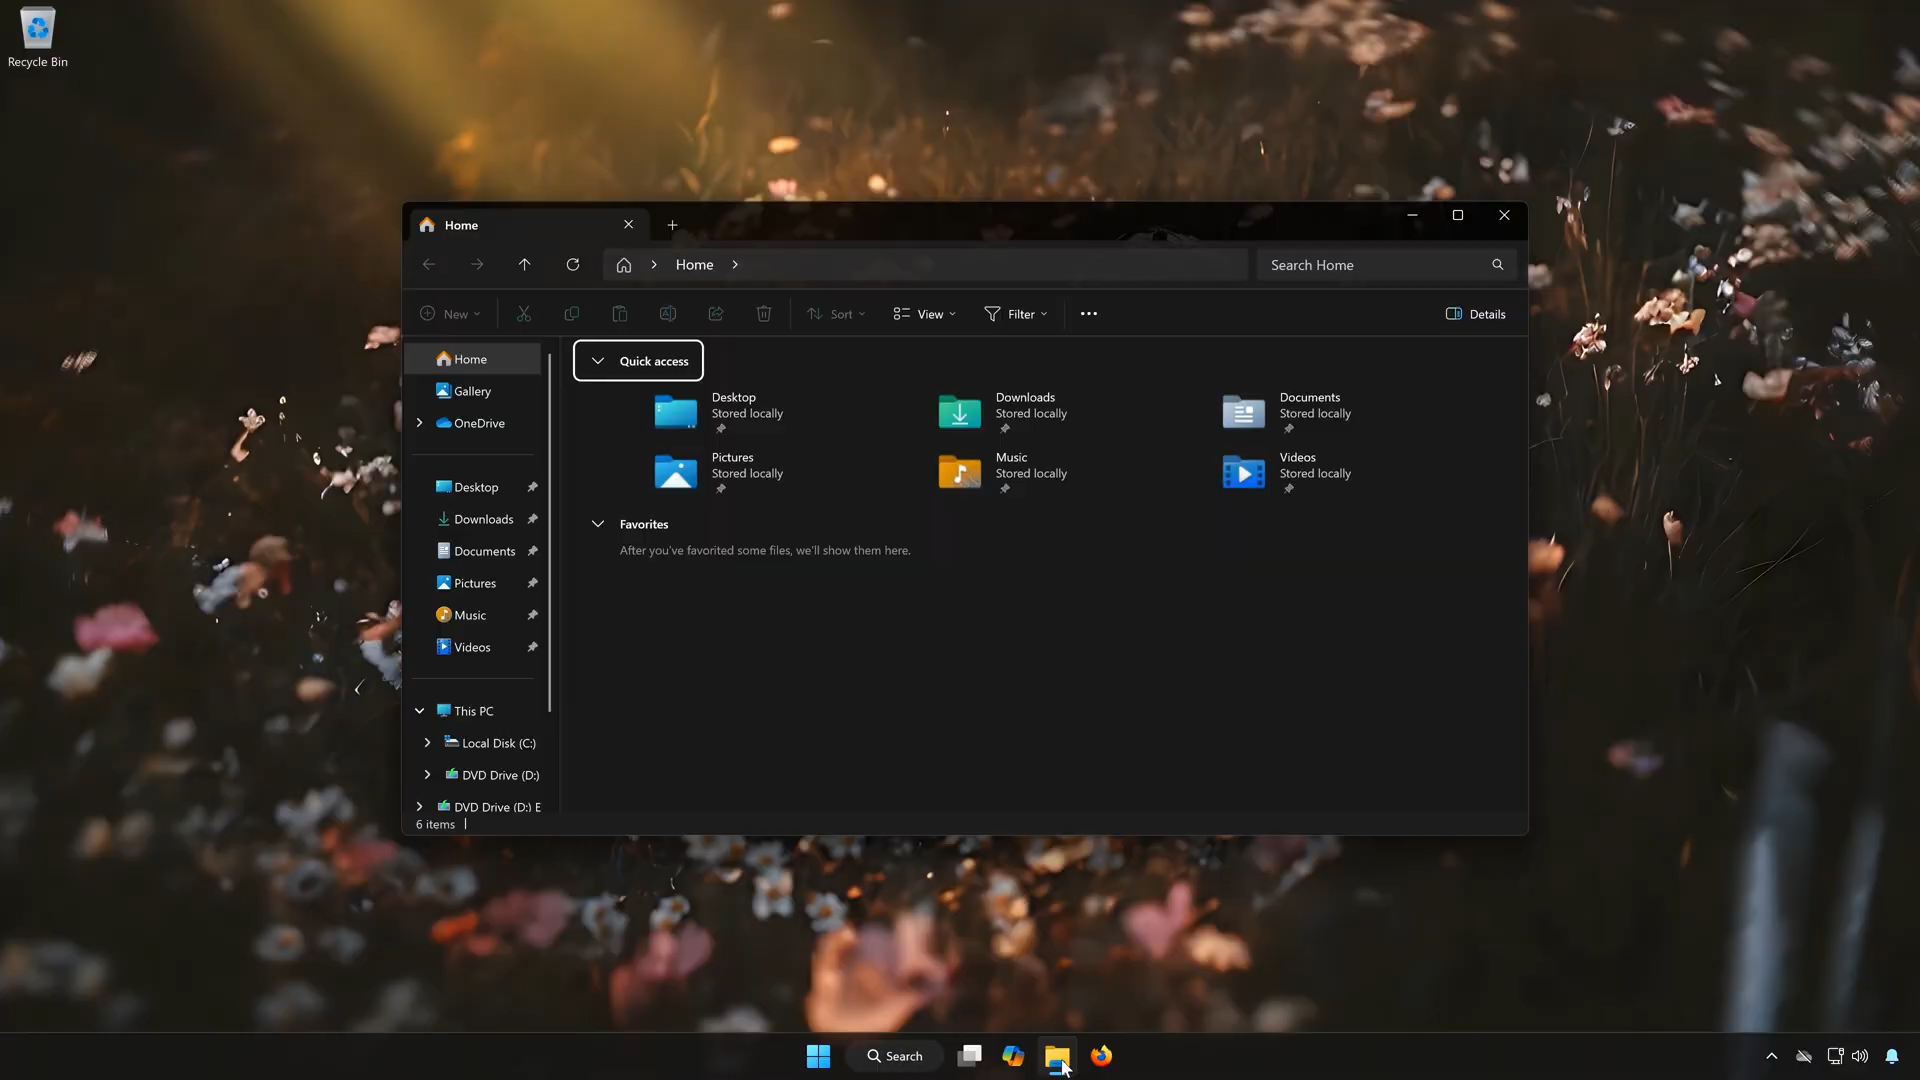 Recycle Bin
Home
Home
Search Home
New
Sort
View
Filter
Details
Home
Gallery
OneDrive
Desktop
Downloads
Documents
Pictures
Music
Videos
This PC
Local Disk (C:)
DVD Drive (D:)
DVD Drive (D:) E
Quick access
Desktop
Stored locally
Downloads
Stored locally
Documents
Stored locally
Pictures
Stored locally
Music
Stored locally
Videos
Stored locally
Favorites
After you've favorited some files, we'll show them here.
6 items
Search